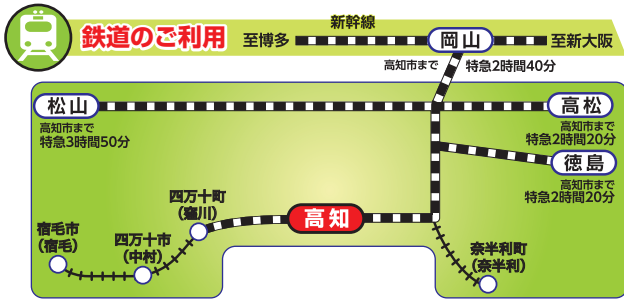 鉄道のご利用
至博多
新幹線
岡山
至新大阪
高知市まで
特急2時間40分
松山
高知市まで
特急3時間50分
高松
高知市まで
特急2時間20分
徳島
高知市まで
特急2時間20分
四万十町
(窪川)
高知
宿毛市
(宿毛)
四万十市
(中村)
奈半利町
(奈半利)